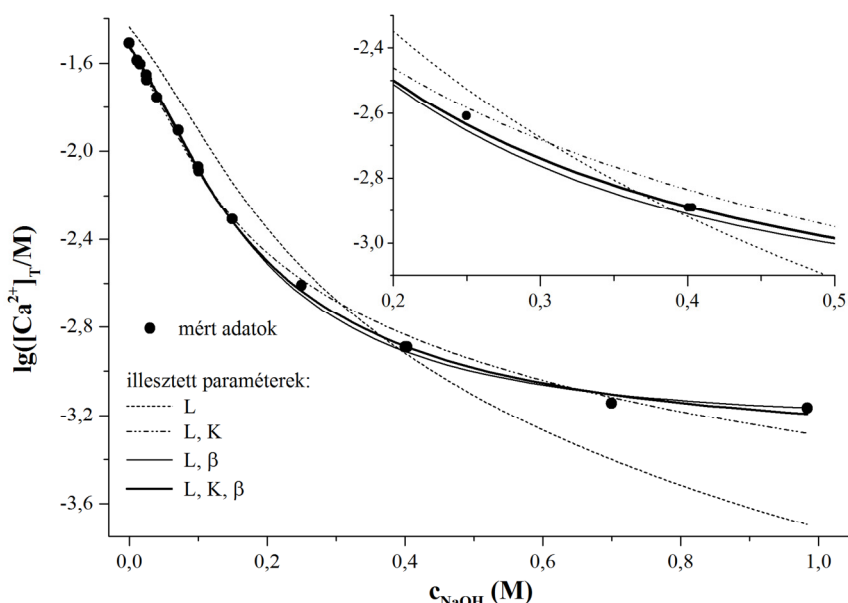 lg([Ca²⁺]_T/M)
-1,6
-2,0
-2,4
-2,8
-3,2
-3,6
0,0 0,2 0,4 0,6 0,8 1,0
c_NaOH (M)
mért adatok
illesztett paraméterek:
L
L, K
L, β
L, K, β
-2,4
-2,6
-2,8
-3,0
0,2 0,3 0,4 0,5